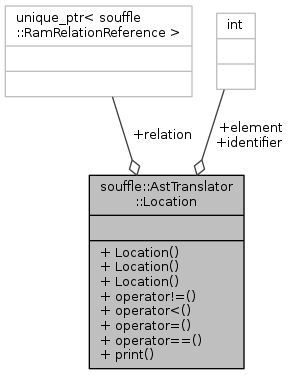 unique_ptr< souffle
::RamRelationReference >
int
+relation
+element
+identifier
souffle::AstTranslator
::Location
+ Location()
+ Location()
+ Location()
+ operator!=()
+ operator<()
+ operator=()
+ operator==()
+ print()